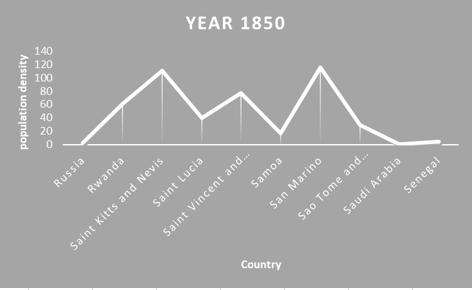 YEAR 1850
population density
140
120
100
80
60
40
20
0
Russia
Rwanda
Saint Kitts and Nevis
Saint Lucia
Saint Vincent and...
Samoa
San Marino
Sao Tome and...
Saudi Arabia
Senegal
Country